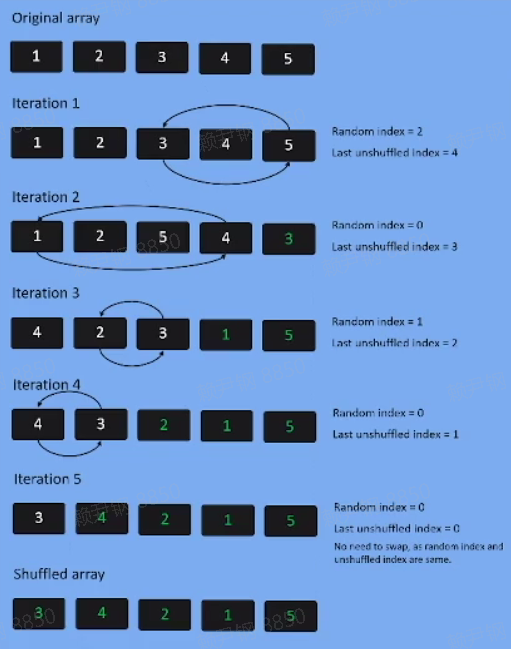 Original array
1 2 3 4 5
Iteration 1
1 2 3 4 5
Random index = 2
Last unshuffled index = 4
Iteration 2
1 2 5 4 3
Random index = 0
Last unshuffled index = 3
Iteration 3
4 2 3 1 5
Random index = 1
Last unshuffled index = 2
Iteration 4
4 3 2 1 5
Random index = 0
Last unshuffled index = 1
Iteration 5
3 4 2 1 5
Random index = 0
Last unshuffled index = 0
No need to swap, as random index and
unshuffled index are same.
Shuffled array
3 4 2 1 5